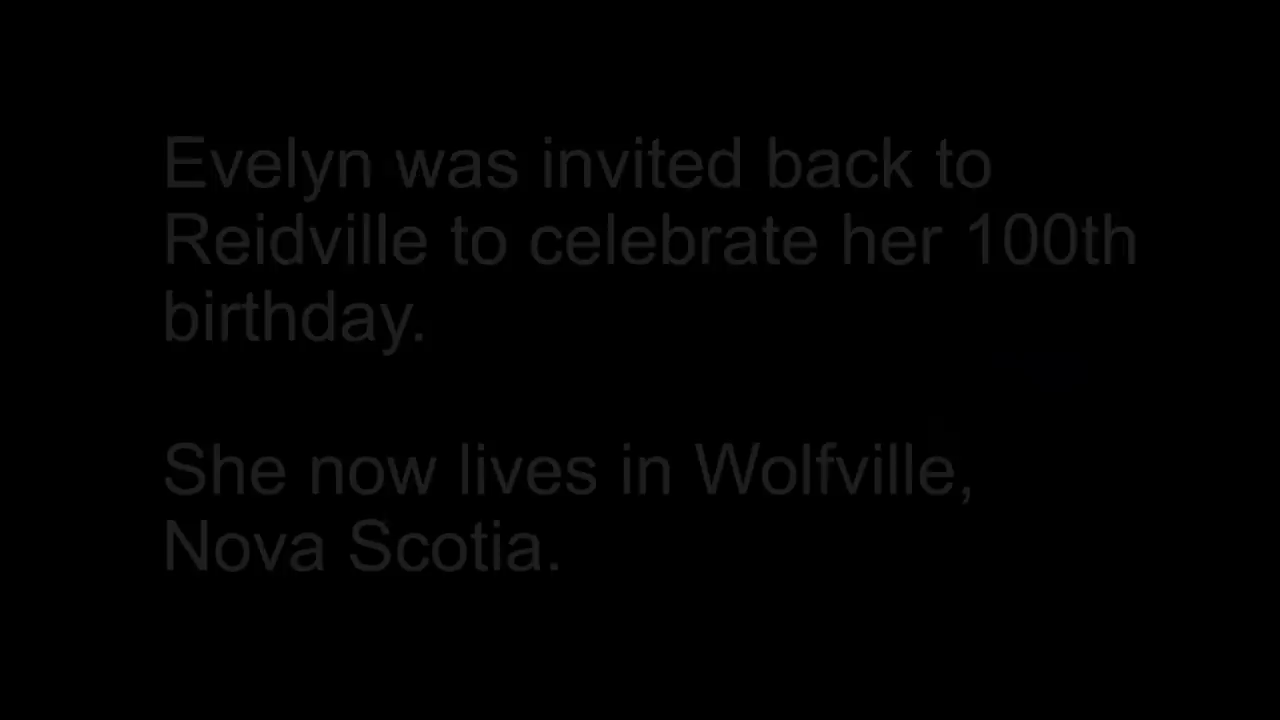 Evelyn was invited back to
Reidville to celebrate her 100th
birthday.
She now lives in Wolfville,
Nova Scotia.